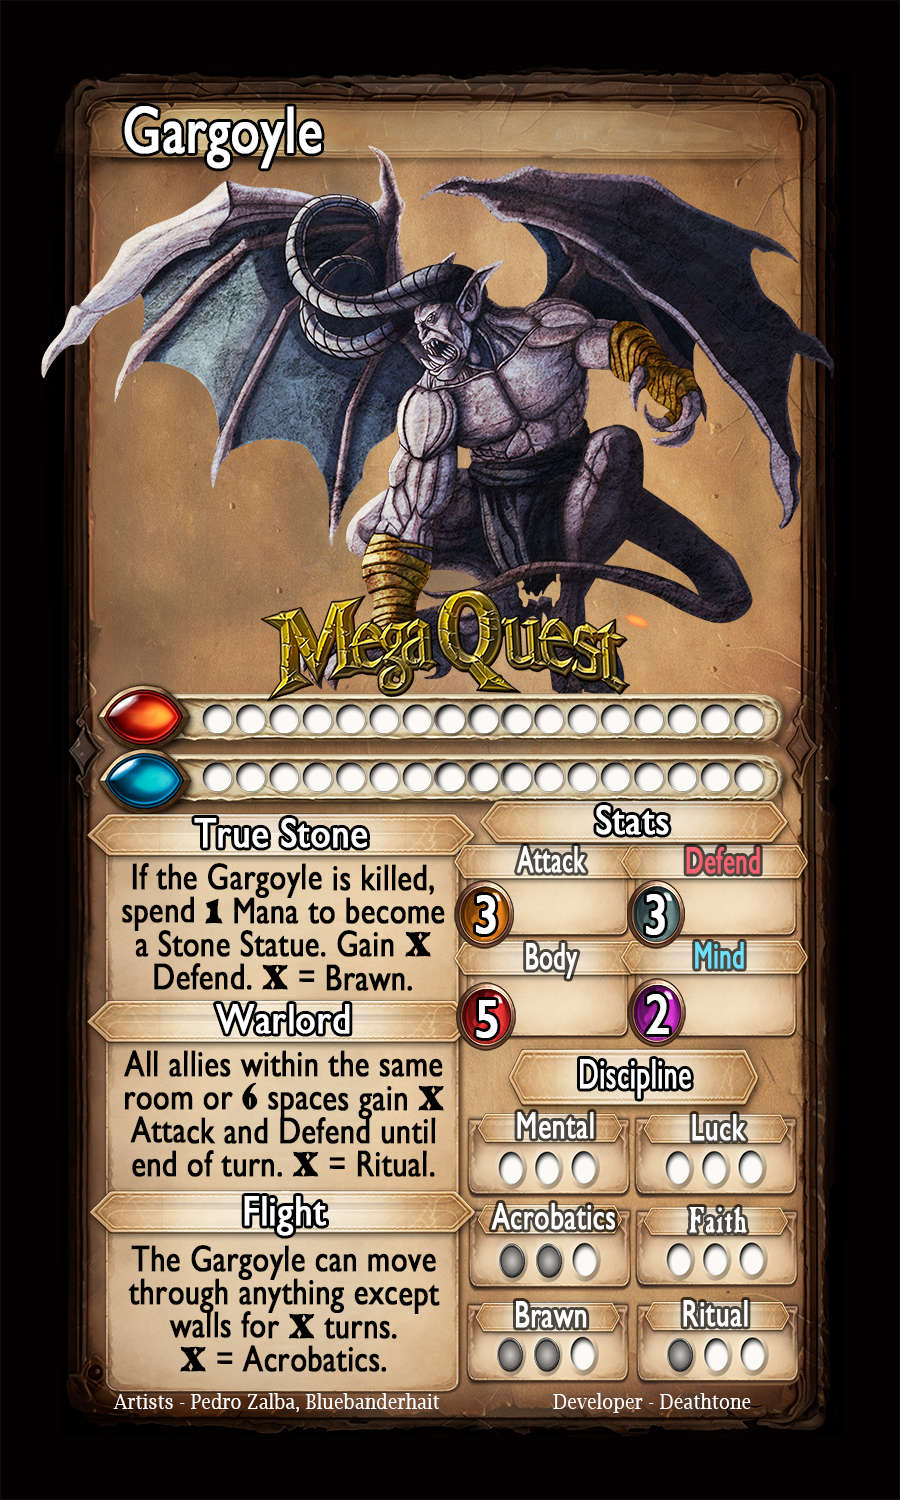 Gargoyle
Mega Quest
True Stone
If the Gargoyle is killed,
spend 1 Mana to become
a Stone Statue. Gain X
Defend. X = Brawn.
Warlord
All allies within the same
room or 6 spaces gain X
Attack and Defend until
end of turn. X = Ritual.
Flight
The Gargoyle can move
through anything except
walls for X turns.
X = Acrobatics.
Stats
Attack
Defend
3
3
Body
Mind
5
2
Discipline
Mental
Luck
Acrobatics
Faith
Brawn
Ritual
Artists - Pedro Zalba, Bluebanderhait
Developer - Deathtone